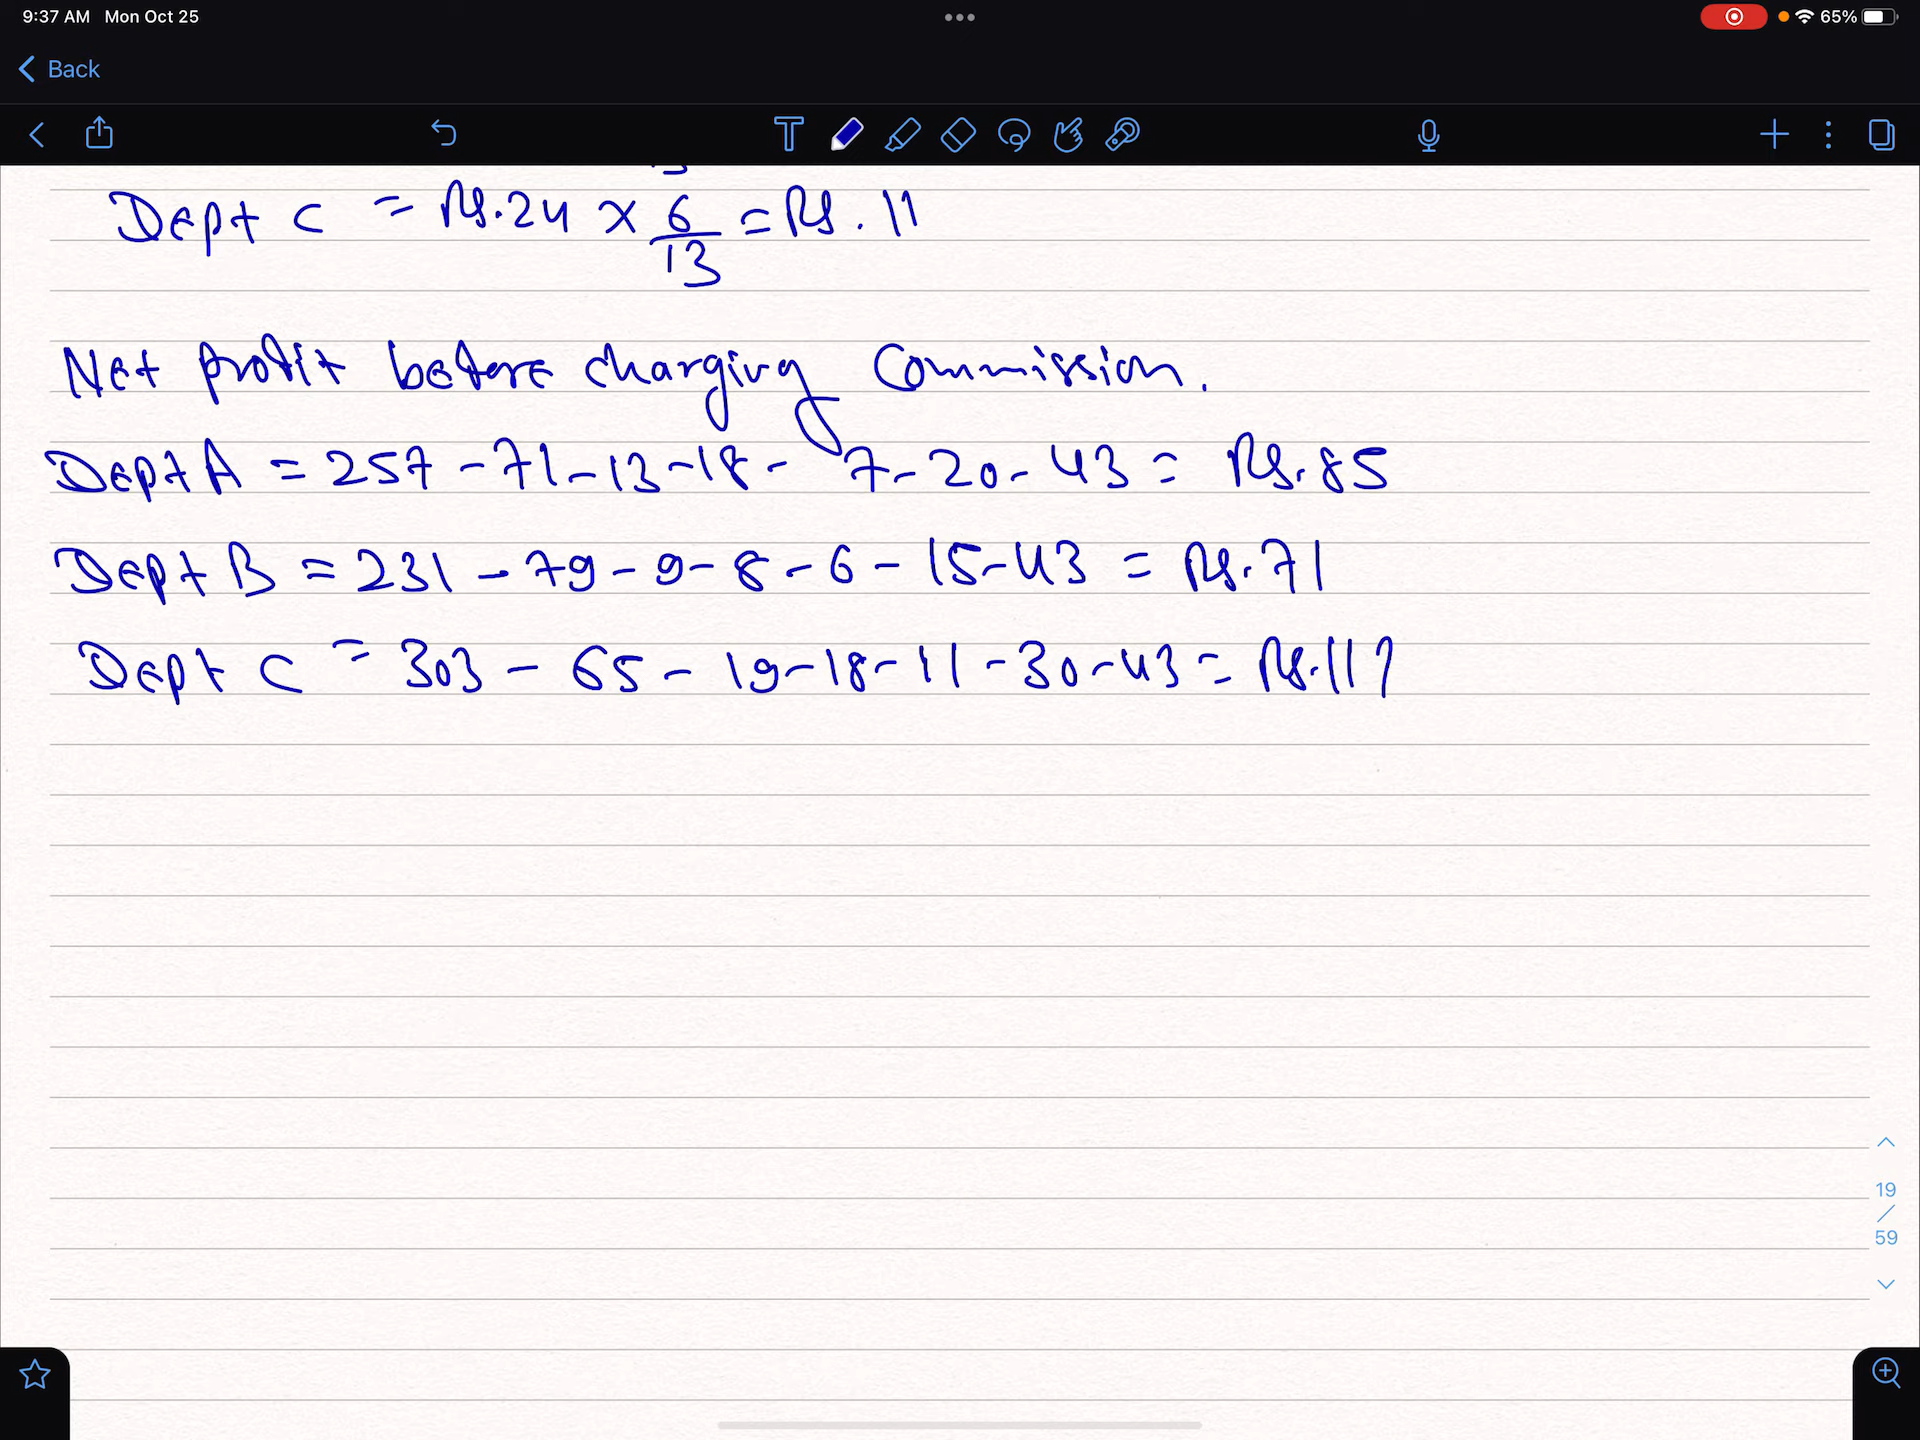 9:37 AM Mon Oct 25
65%
Back
Dept C = Rs.24 x 6/13 = Rs. 11
Net profit before charging Commission.
Dept A = 257 - 71 - 13 - 18 - 7 - 20 - 43 = Rs. 85
Dept B = 231 - 79 - 9 - 8 - 6 - 15 - 43 = Rs. 71
Dept C = 303 - 65 - 19 - 18 - 11 - 30 - 43 = Rs. 117
19
/
59